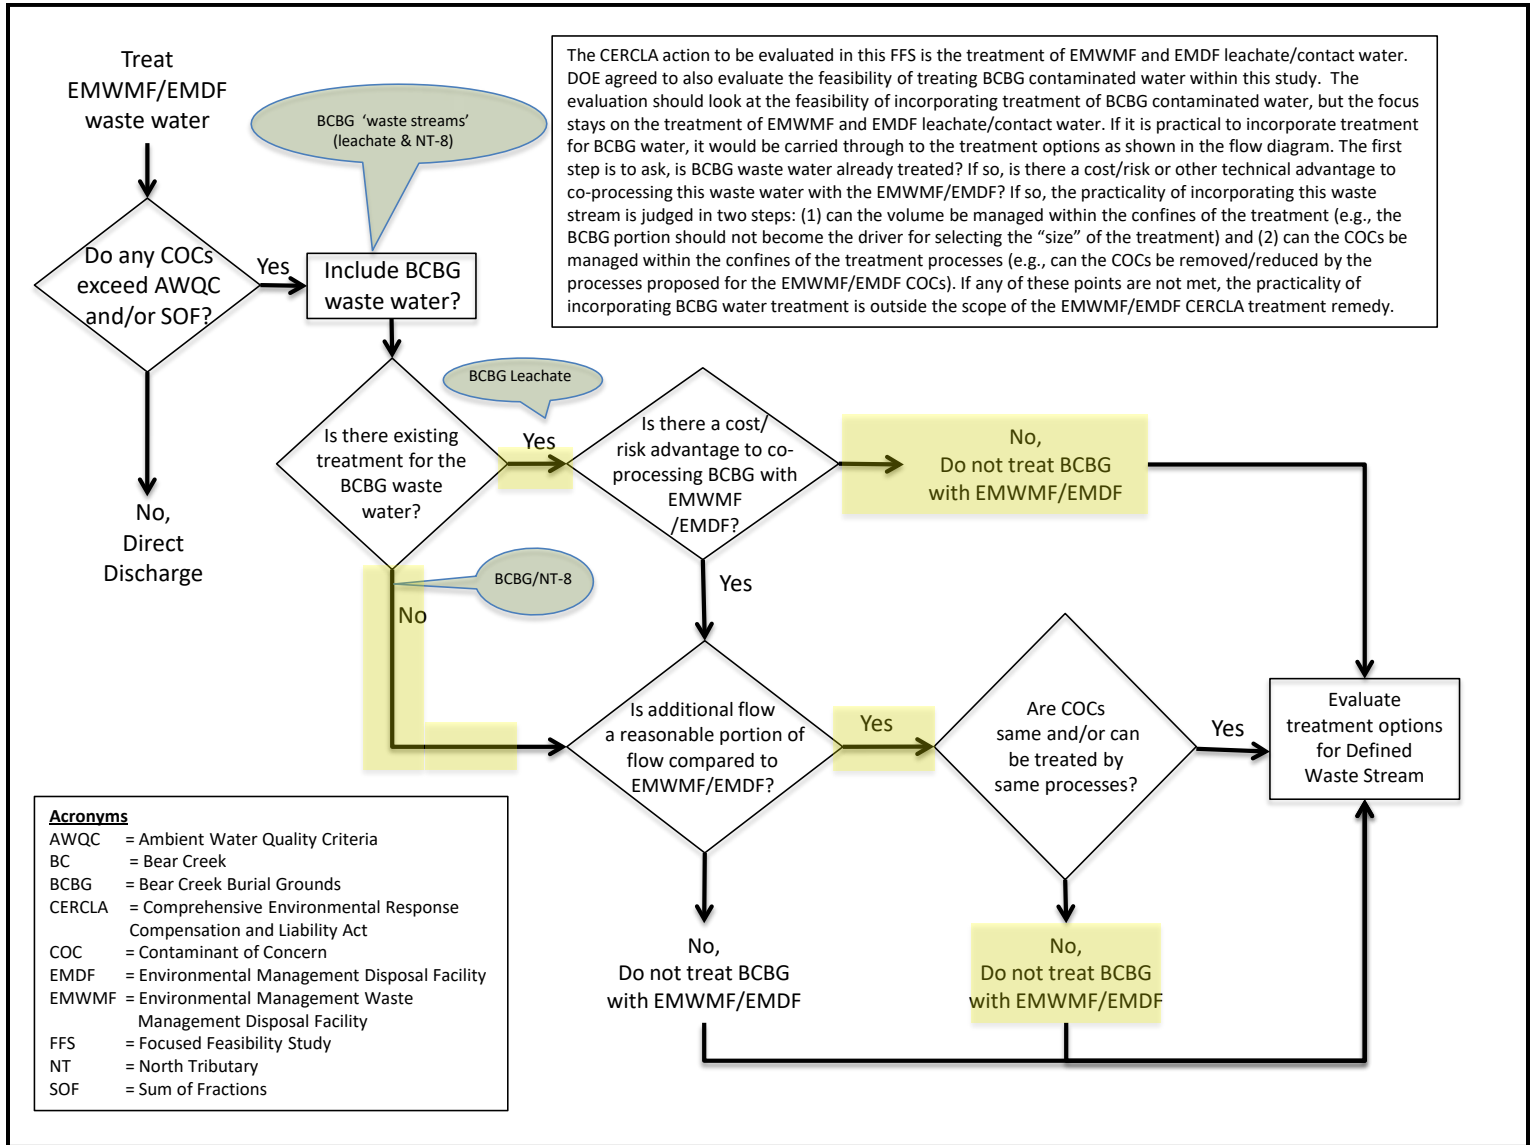 Treat
EMWMF/EMDF
waste water
BCBG ‘waste streams’
(leachate & NT-8)
The CERCLA action to be evaluated in this FFS is the treatment of EMWMF and EMDF leachate/contact water.
DOE agreed to also evaluate the feasibility of treating BCBG contaminated water within this study. The
evaluation should look at the feasibility of incorporating treatment of BCBG contaminated water, but the focus
stays on the treatment of EMWMF and EMDF leachate/contact water. If it is practical to incorporate treatment
for BCBG water, it would be carried through to the treatment options as shown in the flow diagram. The first
step is to ask, is BCBG waste water already treated? If so, is there a cost/risk or other technical advantage to
co-processing this waste water with the EMWMF/EMDF? If so, the practicality of incorporating this waste
stream is judged in two steps: (1) can the volume be managed within the confines of the treatment (e.g., the
BCBG portion should not become the driver for selecting the “size” of the treatment) and (2) can the COCs be
managed within the confines of the treatment processes (e.g., can the COCs be removed/reduced by the
processes proposed for the EMWMF/EMDF COCs). If any of these points are not met, the practicality of
incorporating BCBG water treatment is outside the scope of the EMWMF/EMDF CERCLA treatment remedy.
Do any COCs
exceed AWQC
and/or SOF?
Yes
Include BCBG
waste water?
No,
Direct
Discharge
Is there existing
treatment for the
BCBG waste
water?
BCBG Leachate
Yes
Is there a cost/
risk advantage to co-
processing BCBG with
EMWMF
/EMDF?
No,
Do not treat BCBG
with EMWMF/EMDF
BCBG/NT-8
No
Yes
Is additional flow
a reasonable portion of
flow compared to
EMWMF/EMDF?
Yes
Are COCs
same and/or can
be treated by
same processes?
Yes
Evaluate
treatment options
for Defined
Waste Stream
No,
Do not treat BCBG
with EMWMF/EMDF
No,
Do not treat BCBG
with EMWMF/EMDF
Acronyms
AWQC = Ambient Water Quality Criteria
BC = Bear Creek
BCBG = Bear Creek Burial Grounds
CERCLA = Comprehensive Environmental Response
Compensation and Liability Act
COC = Contaminant of Concern
EMDF = Environmental Management Disposal Facility
EMWMF = Environmental Management Waste
Management Disposal Facility
FFS = Focused Feasibility Study
NT = North Tributary
SOF = Sum of Fractions